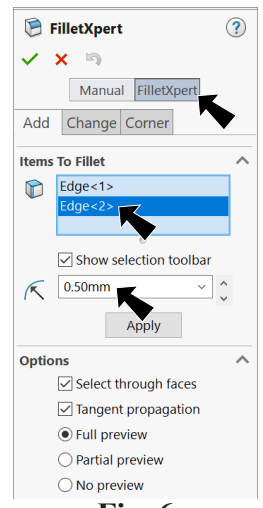 FilletXpert
Manual FilletXpert
Add Change Corner
Items To Fillet
Edge<1>
Edge<2>
Show selection toolbar
0.50mm
Apply
Options
Select through faces
Tangent propagation
Full preview
Partial preview
No preview